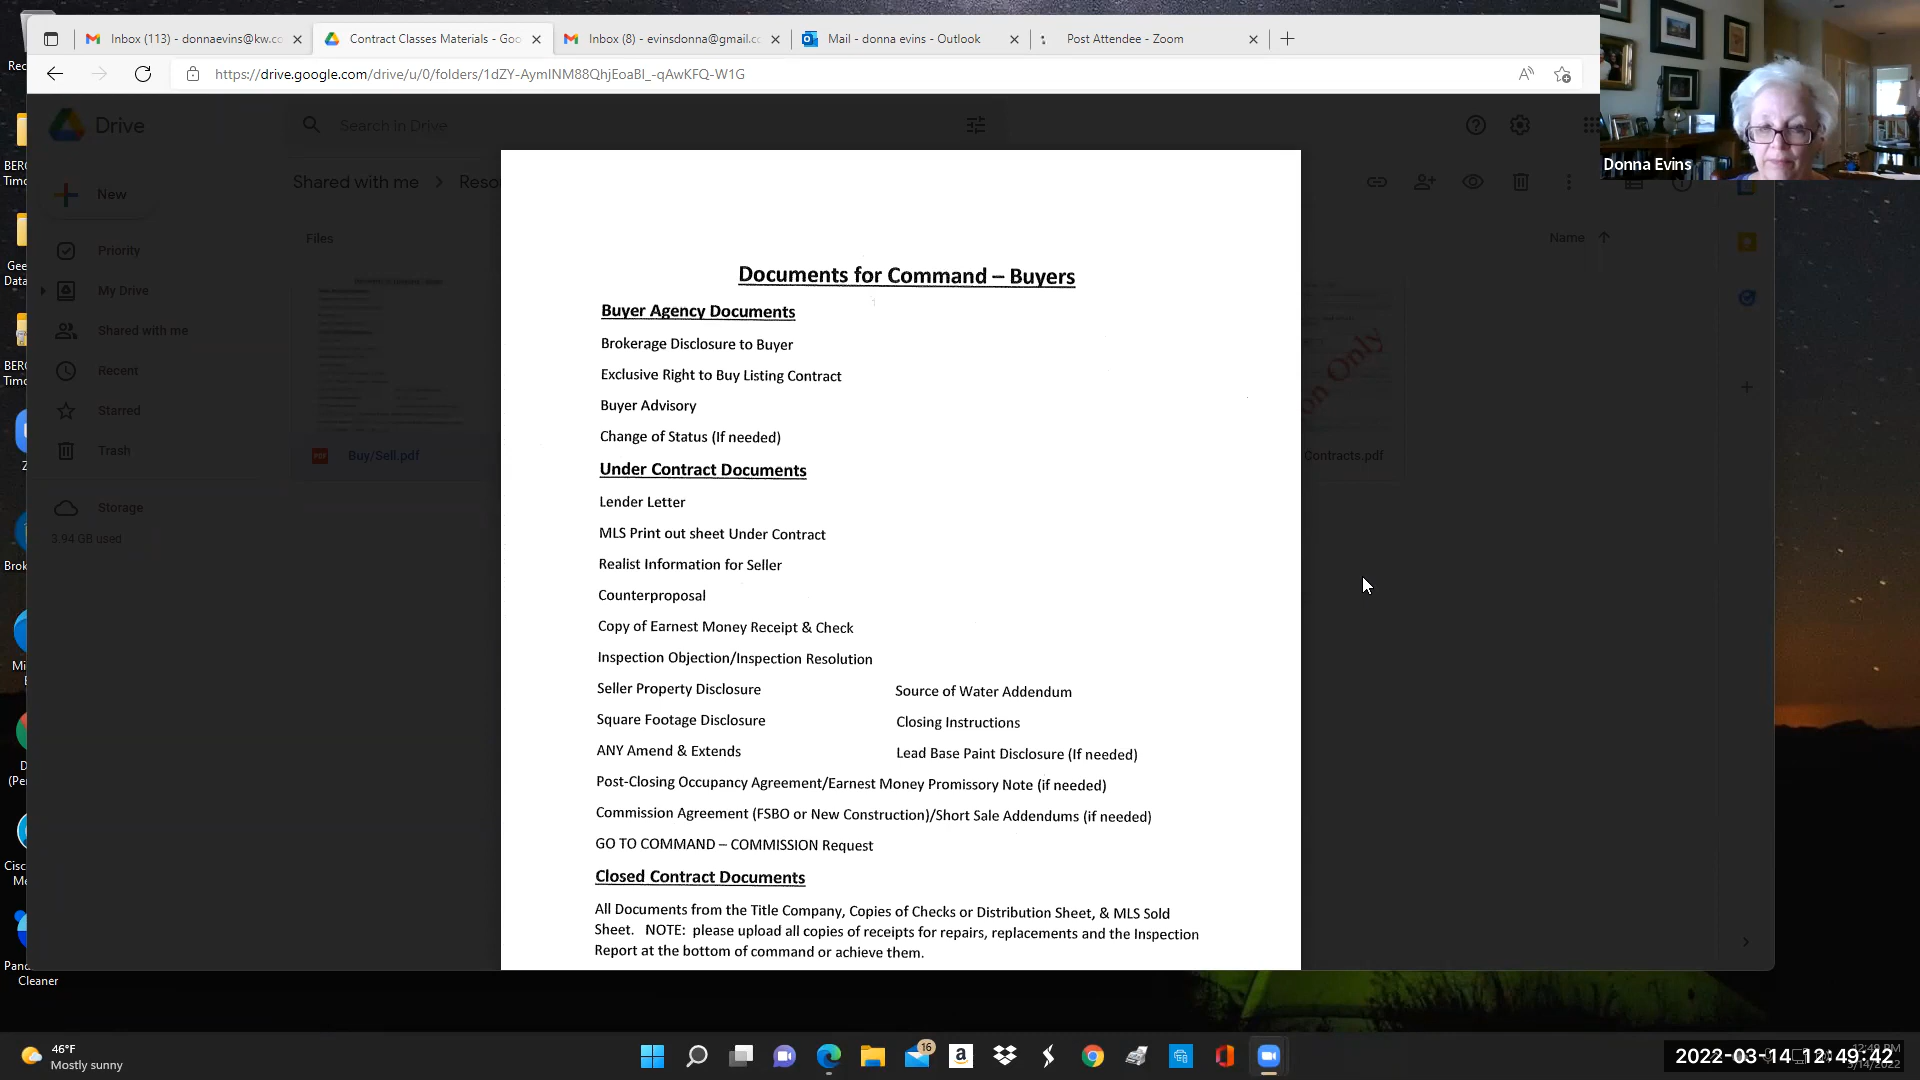 Inbox (113) - donnaevins@kw.co
Contract Classes Materials - Goo
Inbox (8) - evinsdonna@gmail.c
Mail - donna evins - Outlook
Post Attendee - Zoom
https://drive.google.com/drive/u/0/folders/1dZY-AymINM88QhjEoaBI_-qAwKFQ-W1G
Donna Evins
Drive
Search in Drive
New
Shared with me
Files
Name
Priority
My Drive
Shared with me
Recent
Starred
Trash
Storage
3.94 GB used
Buy/Sell.pdf
on Only
Contracts.pdf
Documents for Command – Buyers
Buyer Agency Documents
Brokerage Disclosure to Buyer
Exclusive Right to Buy Listing Contract
Buyer Advisory
Change of Status (If needed)
Under Contract Documents
Lender Letter
MLS Print out sheet Under Contract
Realist Information for Seller
Counterproposal
Copy of Earnest Money Receipt & Check
Inspection Objection/Inspection Resolution
Seller Property Disclosure Source of Water Addendum
Square Footage Disclosure Closing Instructions
ANY Amend & Extends Lead Base Paint Disclosure (If needed)
Post-Closing Occupancy Agreement/Earnest Money Promissory Note (if needed)
Commission Agreement (FSBO or New Construction)/Short Sale Addendums (if needed)
GO TO COMMAND – COMMISSION Request
Closed Contract Documents
All Documents from the Title Company, Copies of Checks or Distribution Sheet, & MLS Sold
Sheet. NOTE: please upload all copies of receipts for repairs, replacements and the Inspection
Report at the bottom of command or achieve them.
Cleaner
46°F
Mostly sunny
16
2022-03-14 12:49:42